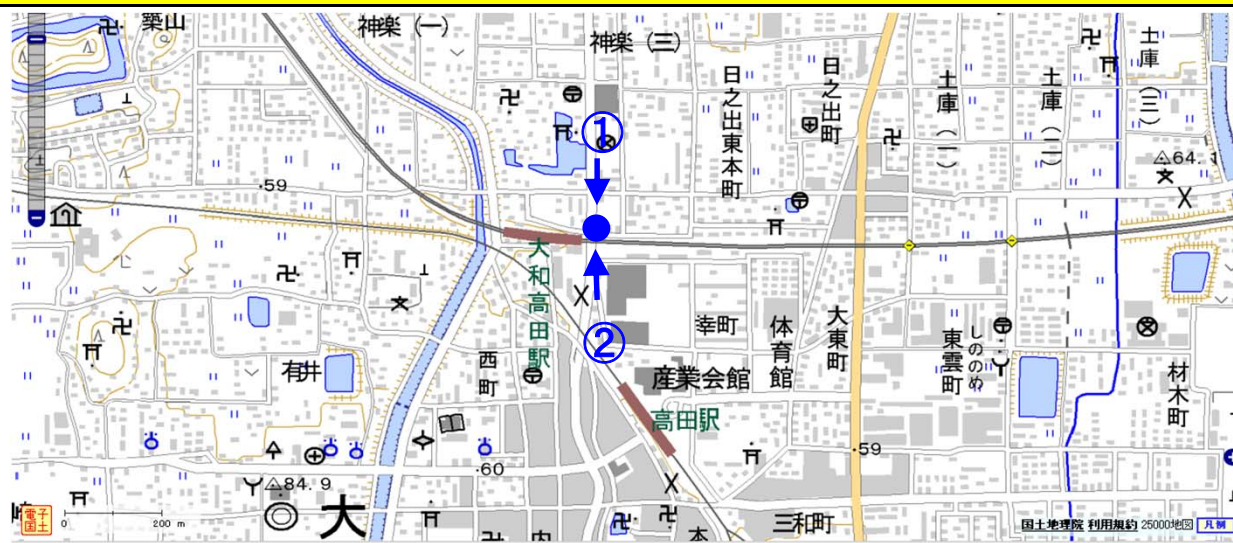 築山
神楽(一)
神楽(三)
日之出東本町
日之出町
土庫(一)
土庫(二)
土庫(三)
①
△64.1
・59
大和高田駅
②
幸町
体育館
大東町
東雲町
しののめ
材木町
西町
有井
産業会館
高田駅
・59
・60
△84.9
大
三和町
内
本
電子国土
0 200 m
国土地理院 利用規約 25000地図 凡例